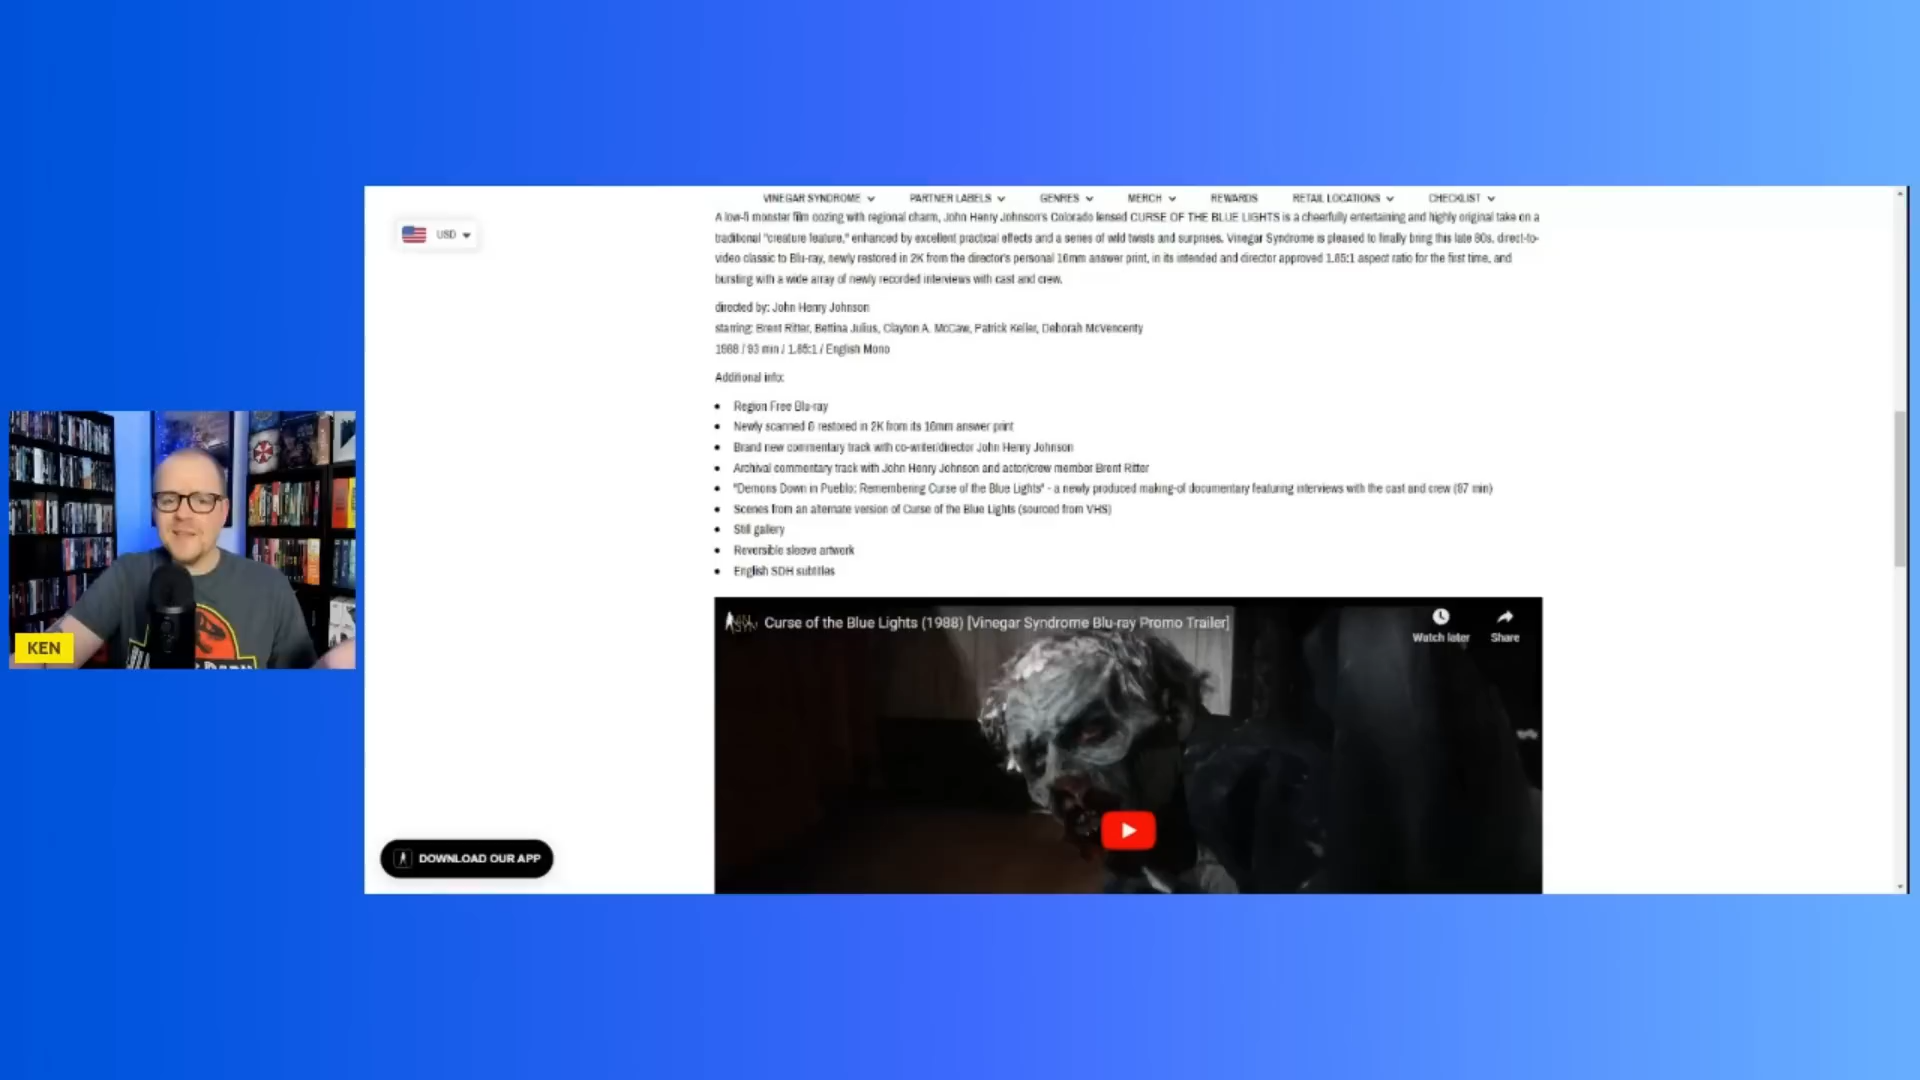 VINEGAR SYNDROME PARTNER LABELS GENRES MERCH REWARDS RETAIL LOCATIONS CHECKLIST
USD
A low-fi monster film oozing with regional charm, John Henry Johnson's Colorado lensed CURSE OF THE BLUE LIGHTS is a cheerfully entertaining and highly original take on a
traditional "creature feature," enhanced by excellent practical effects and a series of wild twists and surprises. Vinegar Syndrome is pleased to finally bring this late 80s, direct-to-
video classic to Blu-ray, newly restored in 2K from the director's personal 16mm answer print, in its intended and director approved 1.85:1 aspect ratio for the first time, and
bursting with a wide array of newly recorded interviews with cast and crew.
directed by: John Henry Johnson
starring: Brent Ritter, Bettina Julius, Clayton A. McCaw, Patrick Keller, Deborah McVencenty
1988 / 93 min / 1.85:1 / English Mono
Additional info:
• Region Free Blu-ray
• Newly scanned & restored in 2K from its 16mm answer print
• Brand new commentary track with co-writer/director John Henry Johnson
• Archival commentary track with John Henry Johnson and actor/crew member Brent Ritter
• "Demons Down in Pueblo: Remembering Curse of the Blue Lights" - a newly produced making-of documentary featuring interviews with the cast and crew (97 min)
• Scenes from an alternate version of Curse of the Blue Lights (sourced from VHS)
• Still gallery
• Reversible sleeve artwork
• English SDH subtitles
Curse of the Blue Lights (1988) [Vinegar Syndrome Blu-ray Promo Trailer]
Watch later Share
KEN
DOWNLOAD OUR APP